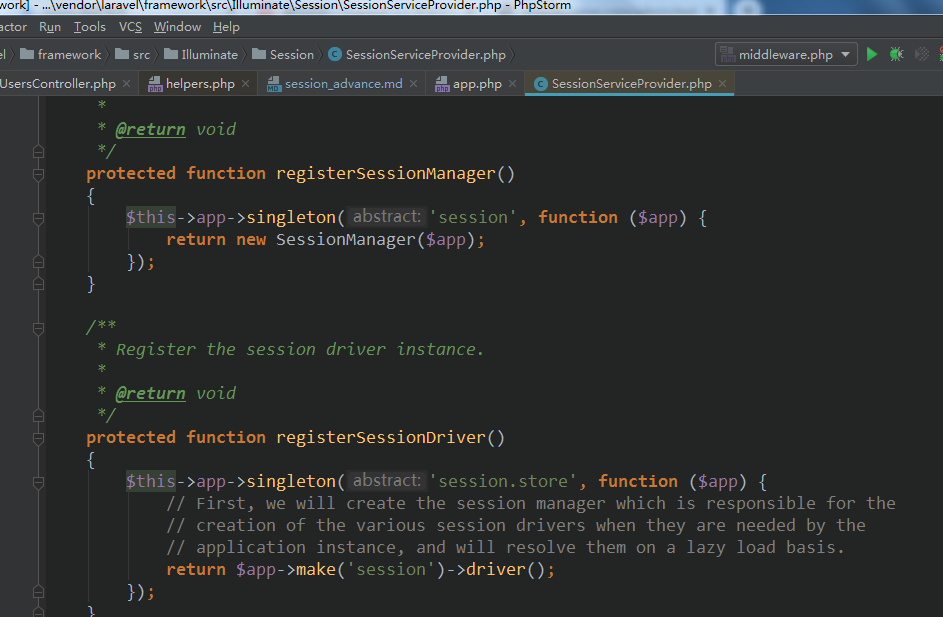 work] - ...\vendor\laravel\framework\src\Illuminate\Session\SessionServiceProvider.php - PhpStorm
actor Run Tools VCS Window Help
el framework src Illuminate Session SessionServiceProvider.php middleware.php
UsersController.php helpers.php session_advance.md app.php SessionServiceProvider.php
*
* @return void
*/
protected function registerSessionManager()
{
$this->app->singleton( abstract: 'session', function ($app) {
return new SessionManager($app);
});
}
/**
* Register the session driver instance.
*
* @return void
*/
protected function registerSessionDriver()
{
$this->app->singleton( abstract: 'session.store', function ($app) {
// First, we will create the session manager which is responsible for the
// creation of the various session drivers when they are needed by the
// application instance, and will resolve them on a lazy load basis.
return $app->make('session')->driver();
});
}